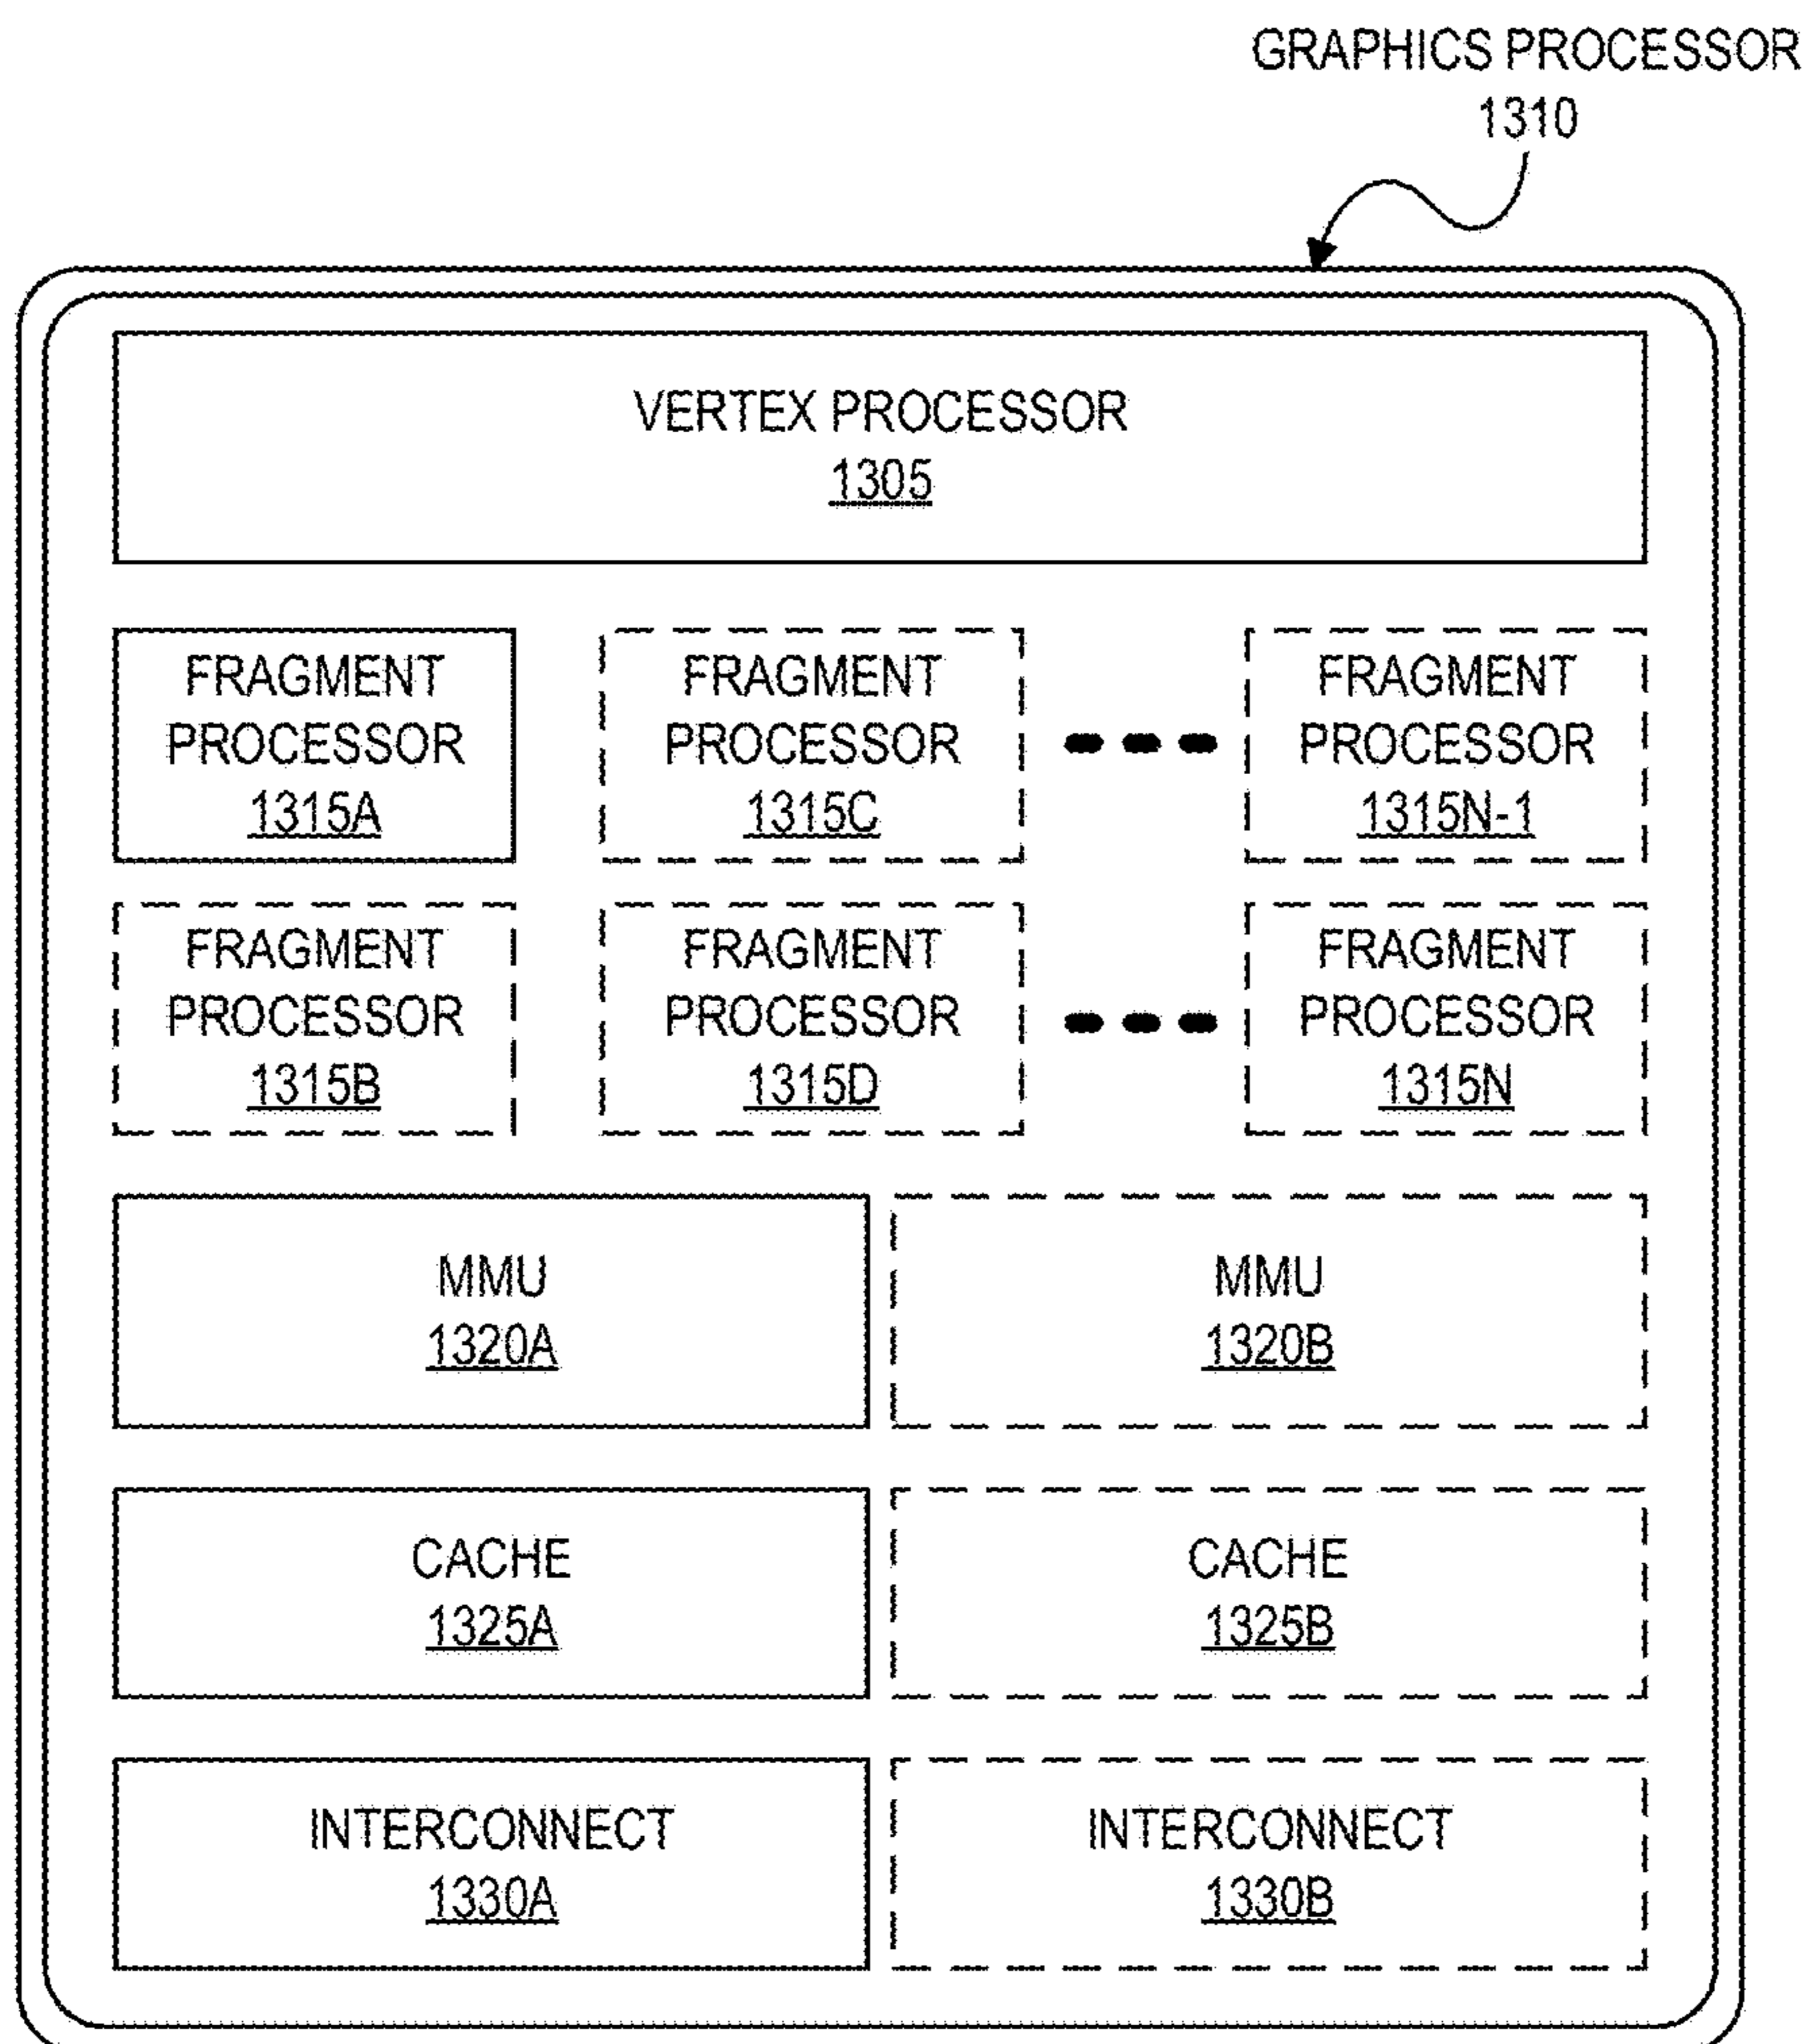 GRAPHICS PROCESSOR
1310
VERTEX PROCESSOR
1305
FRAGMENT
PROCESSOR
1315A
FRAGMENT
PROCESSOR
1315C
FRAGMENT
PROCESSOR
1315N-1
FRAGMENT
PROCESSOR
1315B
FRAGMENT
PROCESSOR
1315D
FRAGMENT
PROCESSOR
1315N
MMU
1320A
MMU
1320B
CACHE
1325A
CACHE
1325B
INTERCONNECT
1330A
INTERCONNECT
1330B